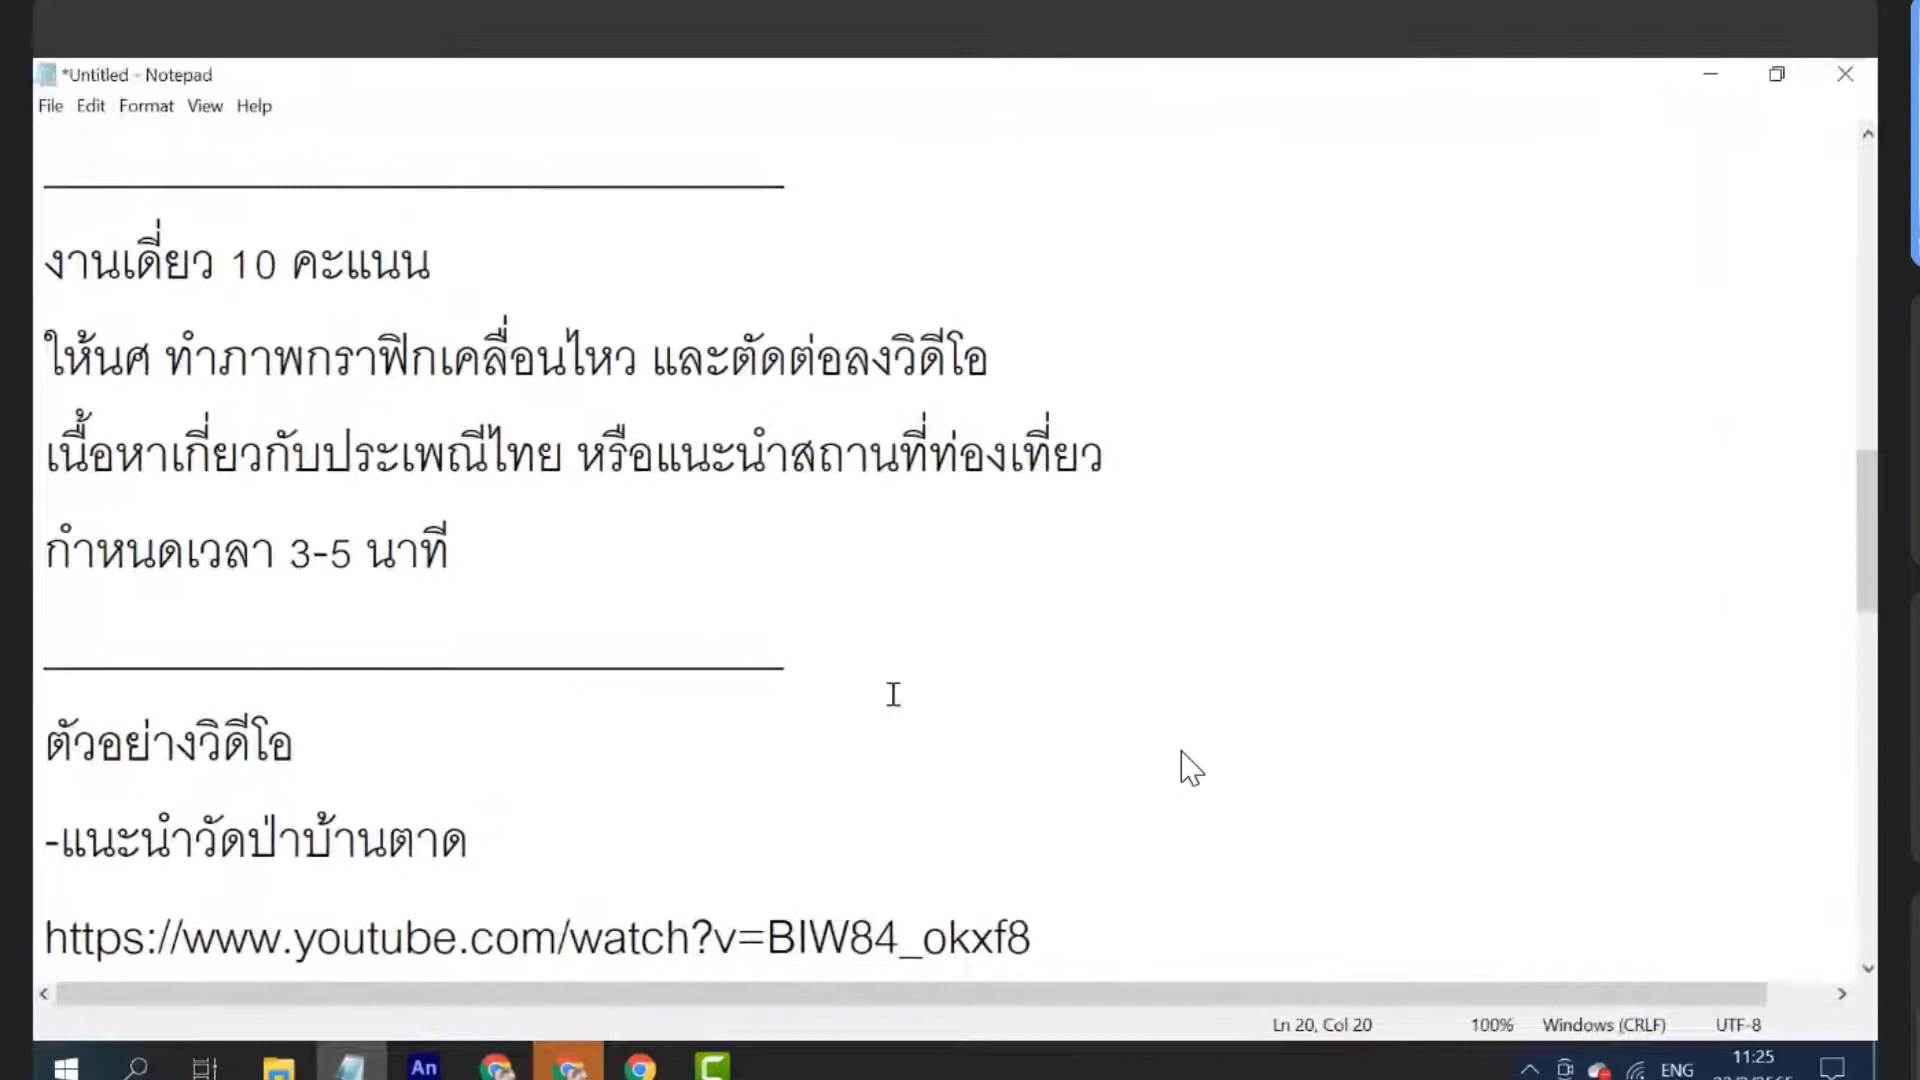 *Untitled - Notepad
File Edit Format View Help
งานเดี่ยว 10 คะแนน
ให้นศ ทำภาพกราฟิกเคลื่อนไหว และตัดต่อลงวิดีโอ
เนื้อหาเกี่ยวกับประเพณีไทย หรือแนะนำสถานที่ท่องเที่ยว
กำหนดเวลา 3-5 นาที
ตัวอย่างวิดีโอ
-แนะนำวัดป่าบ้านตาด
https://www.youtube.com/watch?v=BIW84_okxf8
Ln 20, Col 20 100% Windows (CRLF) UTF-8
An ENG 11:25